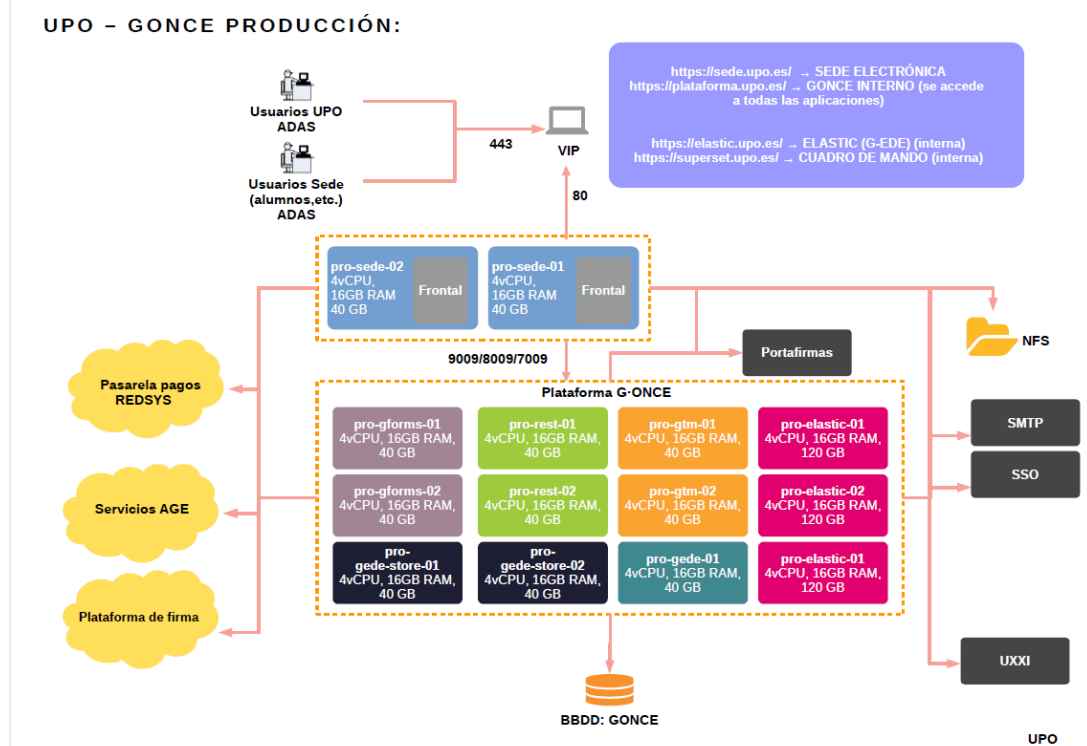 UPO – GONCE PRODUCCIÓN:
Usuarios UPO
ADAS
Usuarios Sede
(alumnos,etc.)
ADAS
443
VIP
80
https://sede.upo.es/ → SEDE ELECTRÓNICA
https://plataforma.upo.es/ → GONCE INTERNO (se accede
a todas las aplicaciones)
https://elastic.upo.es/ → ELASTIC (G-EDE) (interna)
https://superset.upo.es/ → CUADRO DE MANDO (interna)
pro-sede-02
4vCPU,
16GB RAM
40 GB
Frontal
pro-sede-01
4vCPU,
16GB RAM
40 GB
Frontal
9009/8009/7009
Portafirmas
NFS
Pasarela pagos
REDSYS
Servicios AGE
Plataforma de firma
Plataforma G·ONCE
pro-gforms-01
4vCPU, 16GB RAM,
40 GB
pro-rest-01
4vCPU, 16GB RAM,
40 GB
pro-gtm-01
4vCPU, 16GB RAM,
40 GB
pro-elastic-01
4vCPU, 16GB RAM,
120 GB
pro-gforms-02
4vCPU, 16GB RAM,
40 GB
pro-rest-02
4vCPU, 16GB RAM,
40 GB
pro-gtm-02
4vCPU, 16GB RAM,
40 GB
pro-elastic-02
4vCPU, 16GB RAM,
120 GB
pro-
gede-store-01
4vCPU, 16GB RAM,
40 GB
pro-
gede-store-02
4vCPU, 16GB RAM,
40 GB
pro-gede-01
4vCPU, 16GB RAM,
40 GB
pro-elastic-01
4vCPU, 16GB RAM,
120 GB
SMTP
SSO
UXXI
BBDD: GONCE
UPO